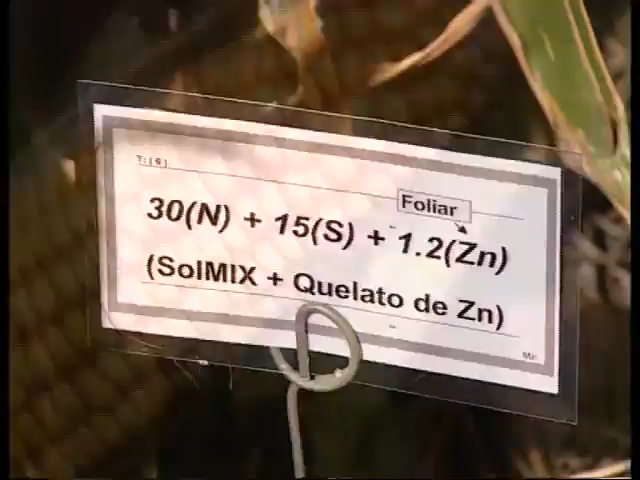 Foliar
30(N) + 15(S) + 1.2(Zn)
(SolMIX + Quelato de Zn)